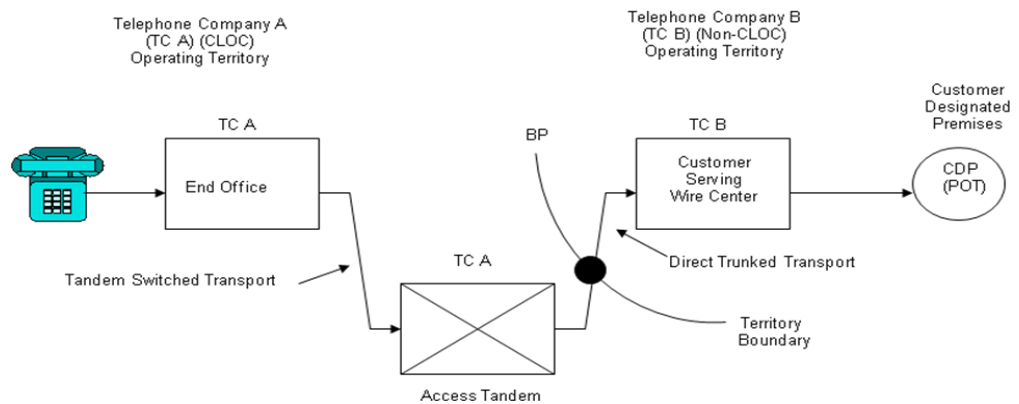 Telephone Company A
(TC A) (CLOC)
Operating Territory
Telephone Company B
(TC B) (Non-CLOC)
Operating Territory
Customer
Designated
Premises
TC A
End Office
BP
TC B
Customer
Serving
Wire Center
CDP
(POT)
Tandem Switched Transport
TC A
Direct Trunked Transport
Territory
Boundary
Access Tandem